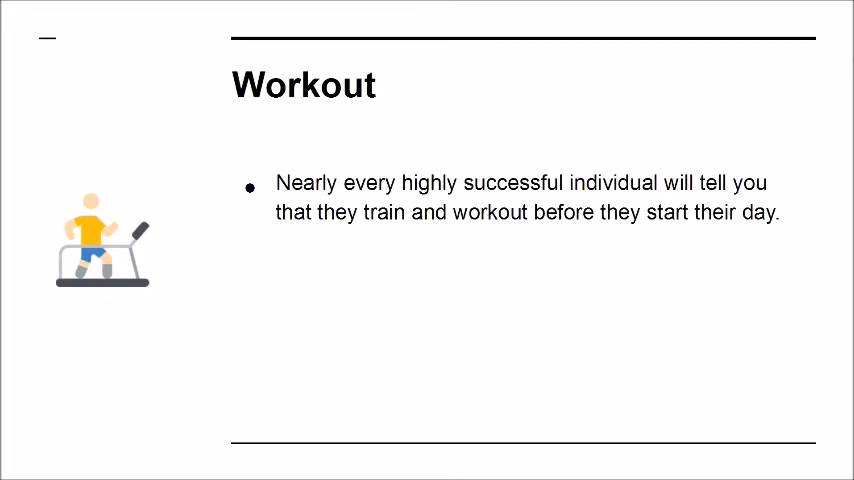 Workout
● Nearly every highly successful individual will tell you
that they train and workout before they start their day.